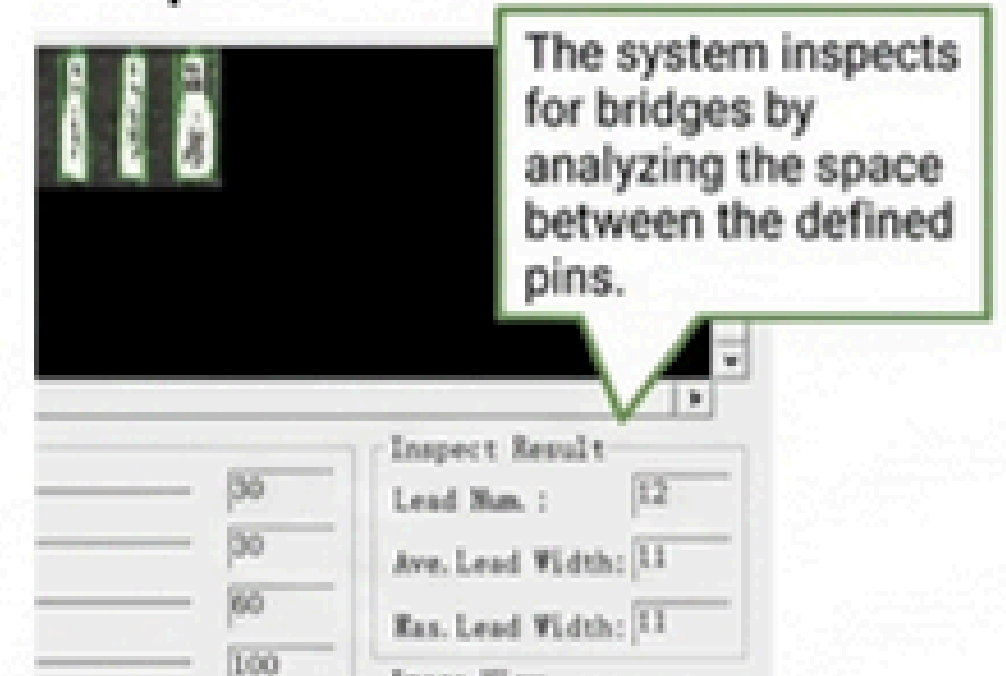 The system inspects
for bridges by
analyzing the space
between the defined
pins.
Inspect Result
30
Lead Num. : 12
30
Ave.Lead Width: 11
60
Max.Lead Width: 11
100